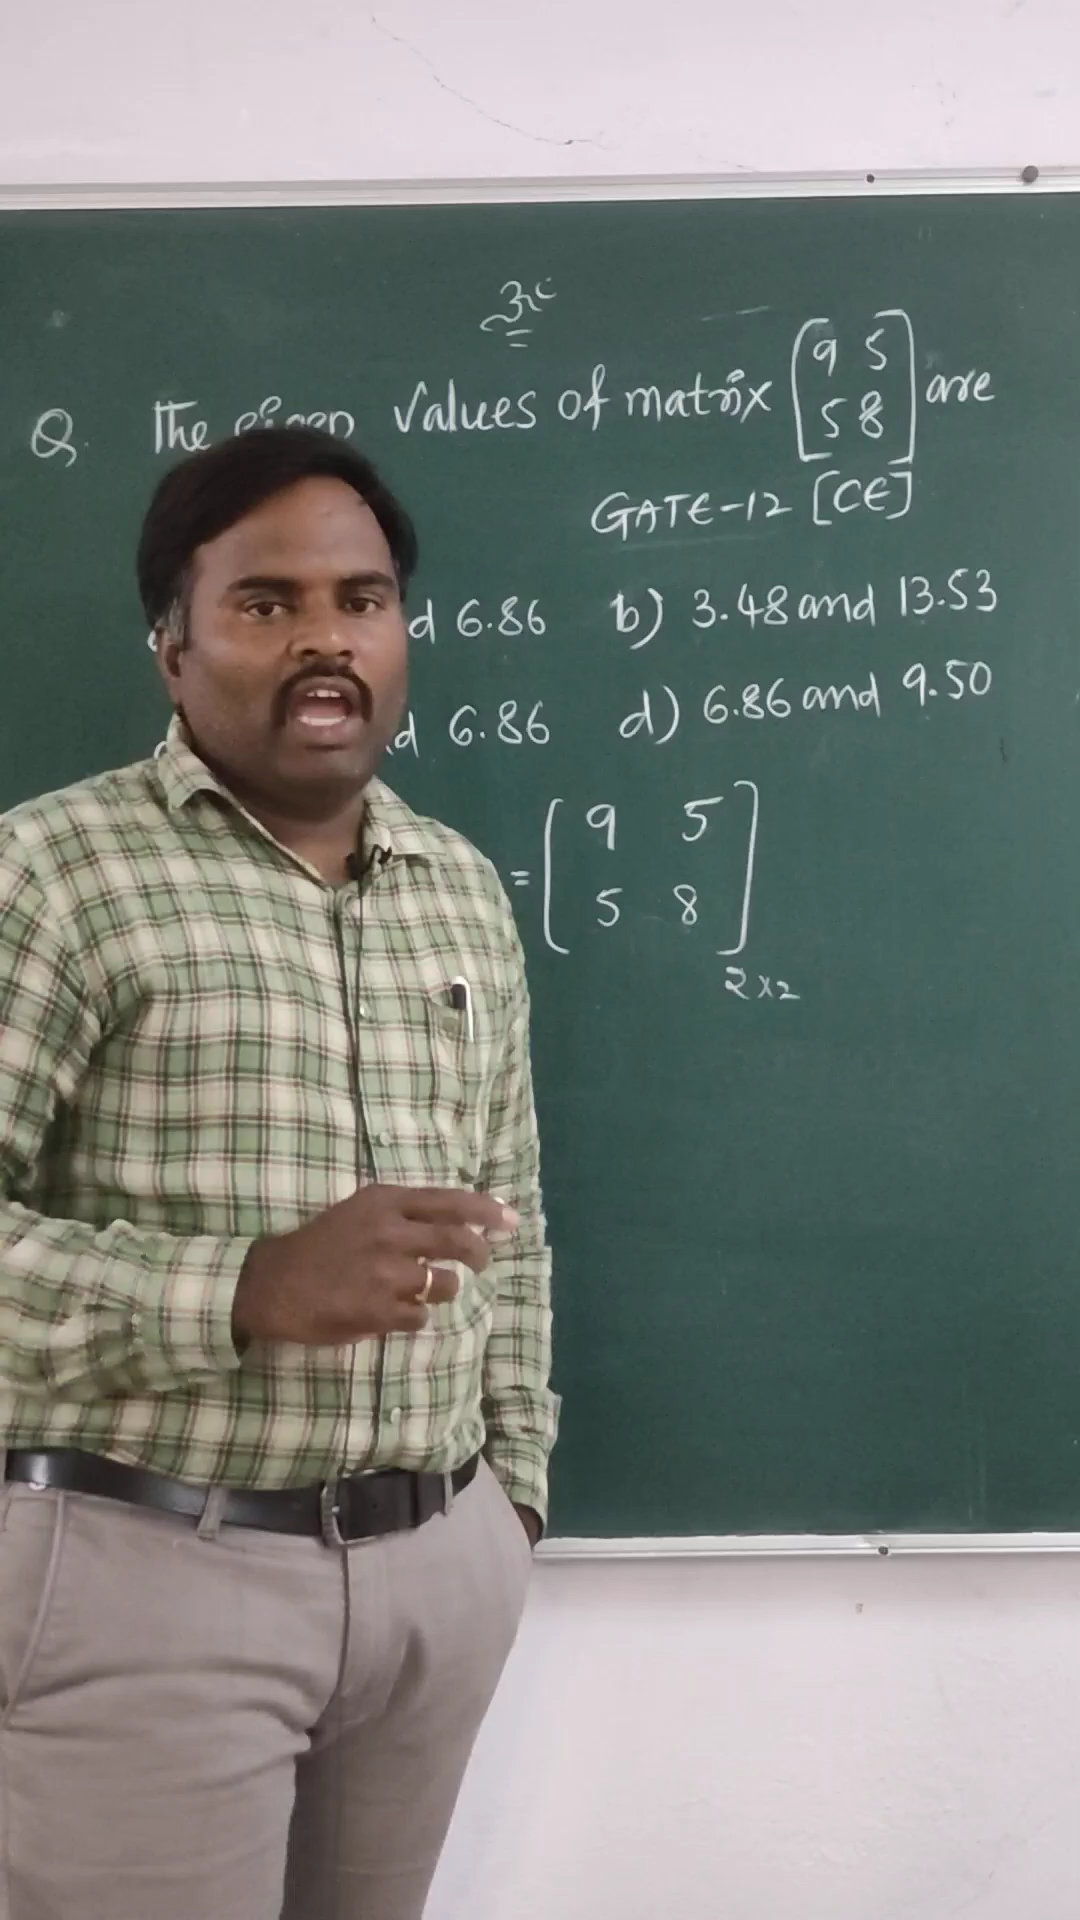 Q. The eigen values of matrix [9 5
5 8] are
GATE-12 [CE]
d 6.86 b) 3.48 and 13.53
d 6.86 d) 6.86 and 9.50
= [9 5
5 8]
2x2